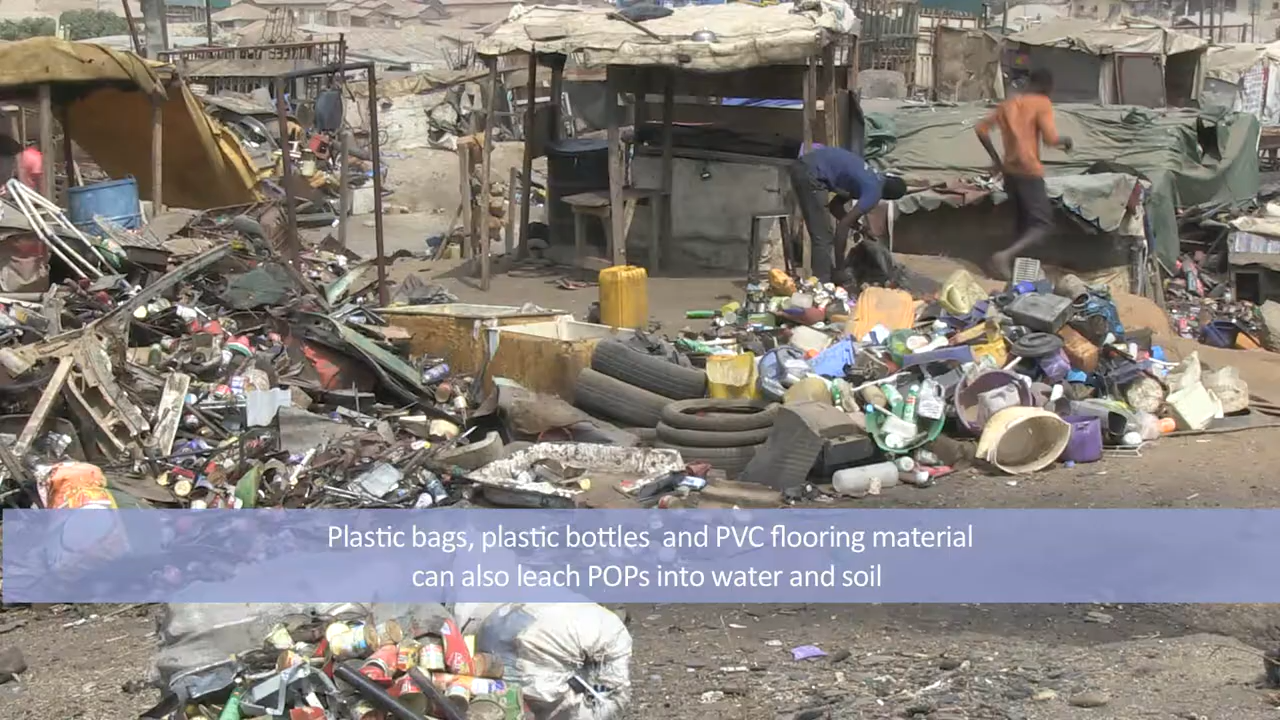 Plastic bags, plastic bottles  and PVC flooring material
can also leach POPs into water and soil